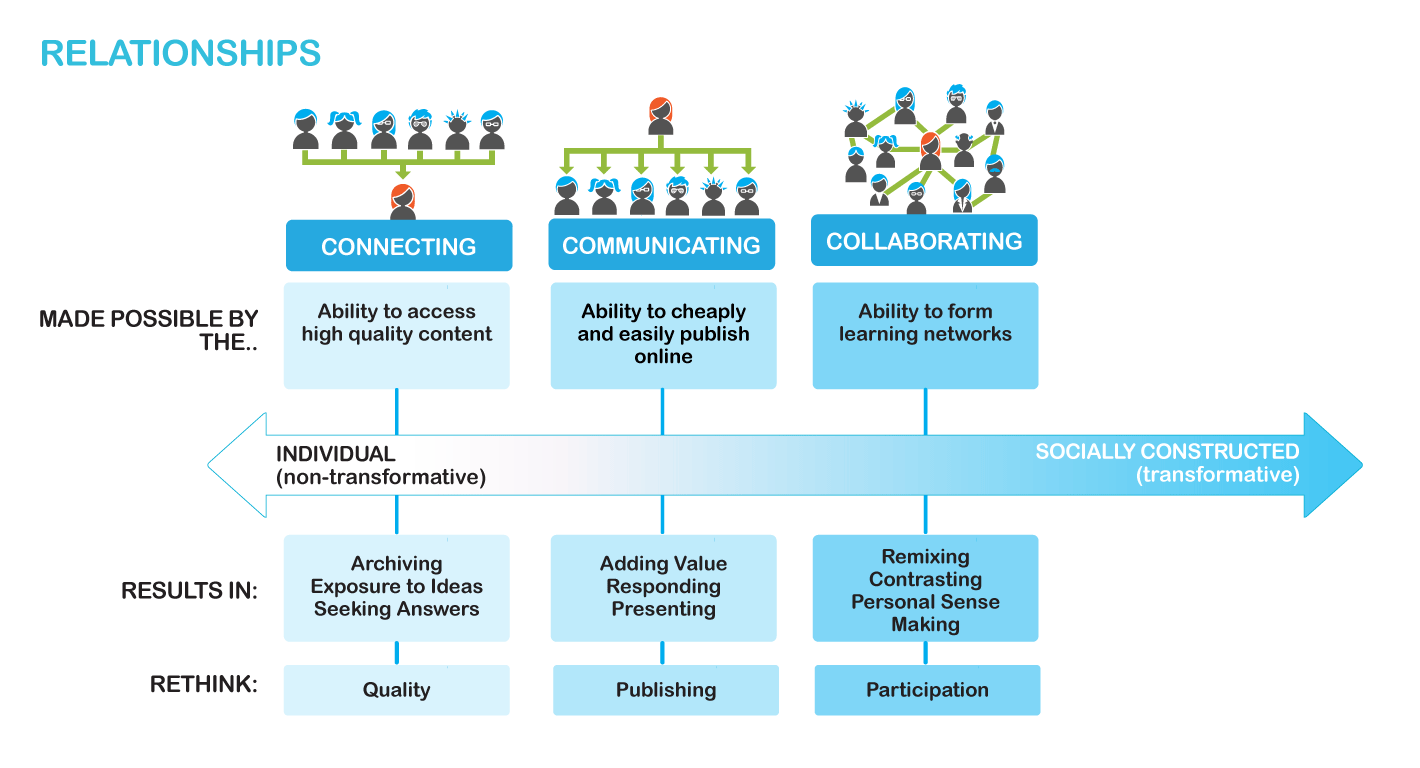 RELATIONSHIPS
CONNECTING
COMMUNICATING
COLLABORATING
MADE POSSIBLE BY
THE..
Ability to access
high quality content
Ability to cheaply
and easily publish
online
Ability to form
learning networks
INDIVIDUAL
(non-transformative)
SOCIALLY CONSTRUCTED
(transformative)
RESULTS IN:
Archiving
Exposure to Ideas
Seeking Answers
Adding Value
Responding
Presenting
Remixing
Contrasting
Personal Sense
Making
RETHINK:
Quality
Publishing
Participation